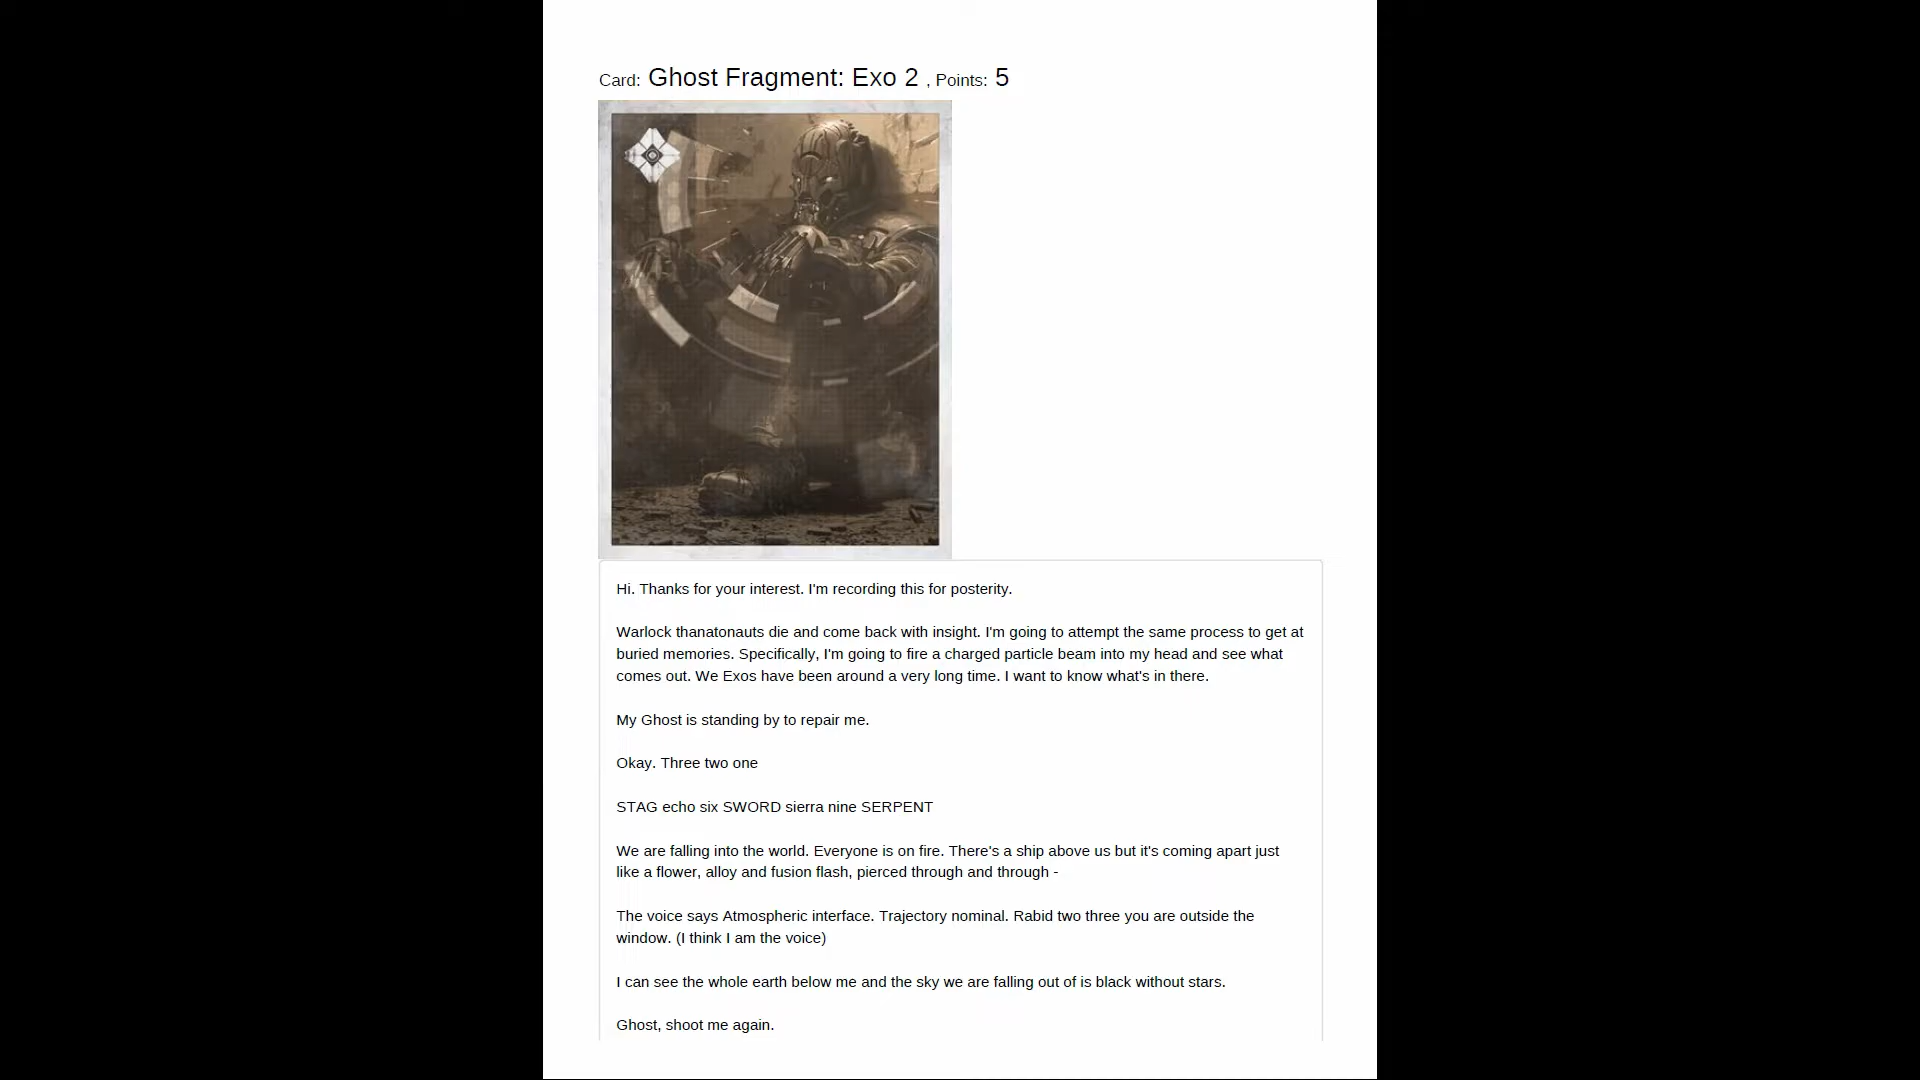 Card: Ghost Fragment: Exo 2 , Points: 5
Hi. Thanks for your interest. I'm recording this for posterity.
Warlock thanatonauts die and come back with insight. I'm going to attempt the same process to get at
buried memories. Specifically, I'm going to fire a charged particle beam into my head and see what
comes out. We Exos have been around a very long time. I want to know what's in there.
My Ghost is standing by to repair me.
Okay. Three two one
STAG echo six SWORD sierra nine SERPENT
We are falling into the world. Everyone is on fire. There's a ship above us but it's coming apart just
like a flower, alloy and fusion flash, pierced through and through -
The voice says Atmospheric interface. Trajectory nominal. Rabid two three you are outside the
window. (I think I am the voice)
I can see the whole earth below me and the sky we are falling out of is black without stars.
Ghost, shoot me again.